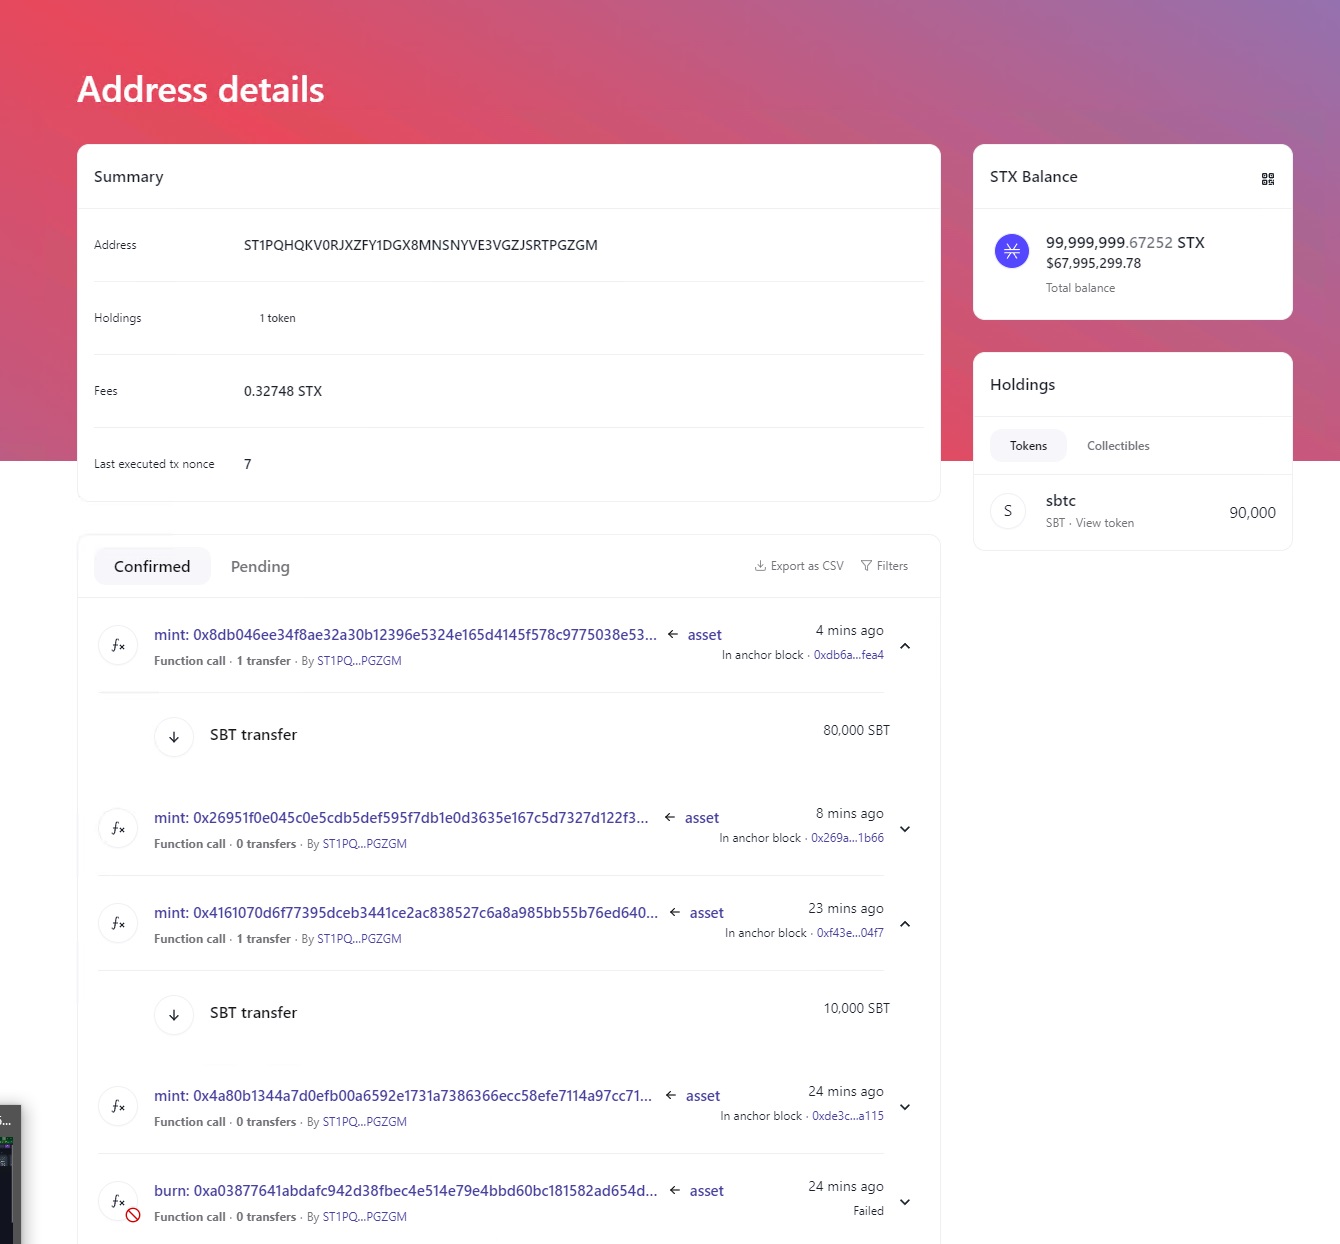 Address details
Summary
Address
ST1PQHQKV0RJXZFY1DGX8MNSNYVE3VGZJSRTPGZGM
Holdings
1 token
Fees
0.32748 STX
Last executed tx nonce
7
STX Balance
99,999,999.67252 STX
$67,995,299.78
Total balance
Holdings
Tokens
Collectibles
S
sbtc
SBT · View token
90,000
Confirmed
Pending
Export as CSV
Filters
mint: 0x8db046ee34f8ae32a30b12396e5324e165d4145f578c9775038e53... ← asset
4 mins ago
Function call · 1 transfer · By ST1PQ...PGZGM
In anchor block · 0xdb6a...fea4
SBT transfer
80,000 SBT
mint: 0x26951f0e045c0e5cdb5def595f7db1e0d3635e167c5d7327d122f3... ← asset
8 mins ago
Function call · 0 transfers · By ST1PQ...PGZGM
In anchor block · 0x269a...1b66
mint: 0x4161070d6f77395dceb3441ce2ac838527c6a8a985bb55b76ed640... ← asset
23 mins ago
Function call · 1 transfer · By ST1PQ...PGZGM
In anchor block · 0xf43e...04f7
SBT transfer
10,000 SBT
mint: 0x4a80b1344a7d0efb00a6592e1731a7386366ecc58efe7114a97cc71... ← asset
24 mins ago
Function call · 0 transfers · By ST1PQ...PGZGM
In anchor block · 0xde3c...a115
burn: 0xa03877641abdafc942d38fbec4e514e79e4bbd60bc181582ad654d... ← asset
24 mins ago
Function call · 0 transfers · By ST1PQ...PGZGM
Failed